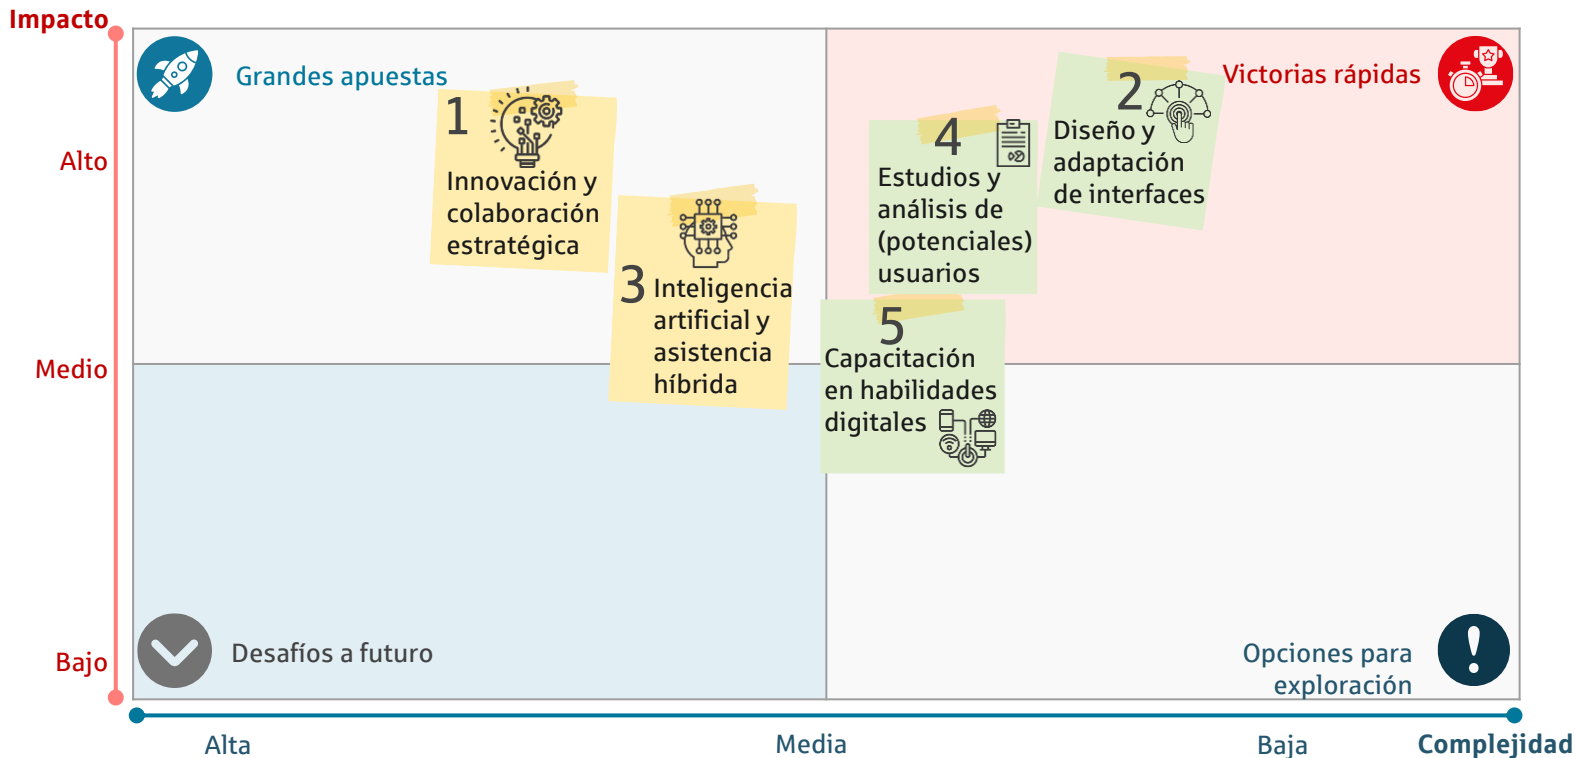 Impacto
Grandes apuestas
Victorias rápidas
1
Innovación y
colaboración
estratégica
2
Diseño y
adaptación
de interfaces
4
Estudios y
análisis de
(potenciales)
usuarios
Alto
3
Inteligencia
artificial y
asistencia
híbrida
5
Capacitación
en habilidades
digitales
Medio
Bajo
Desafíos a futuro
Opciones para
exploración
Alta
Media
Baja
Complejidad